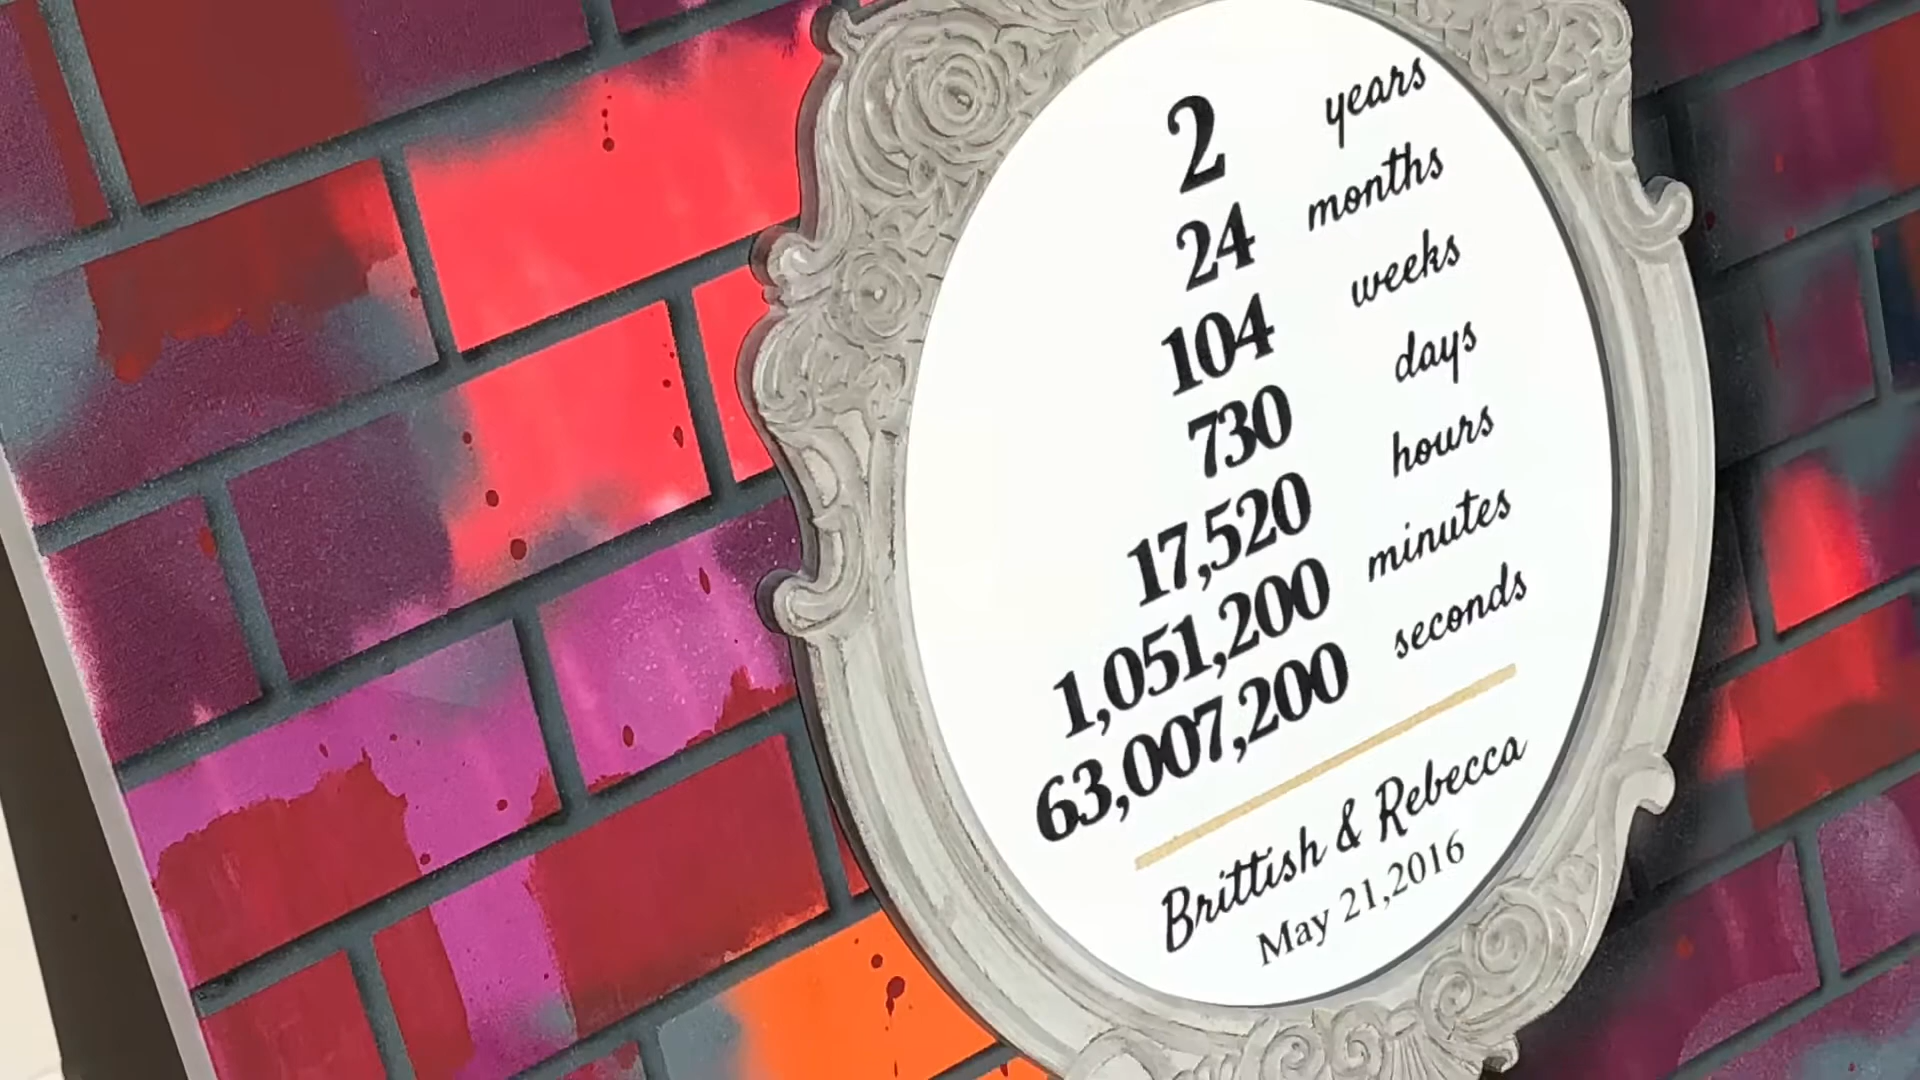 2 years
24 months
104 weeks
730 days
17,520 hours
1,051,200 minutes
63,007,200 seconds
Brittish & Rebecca
May 21,2016